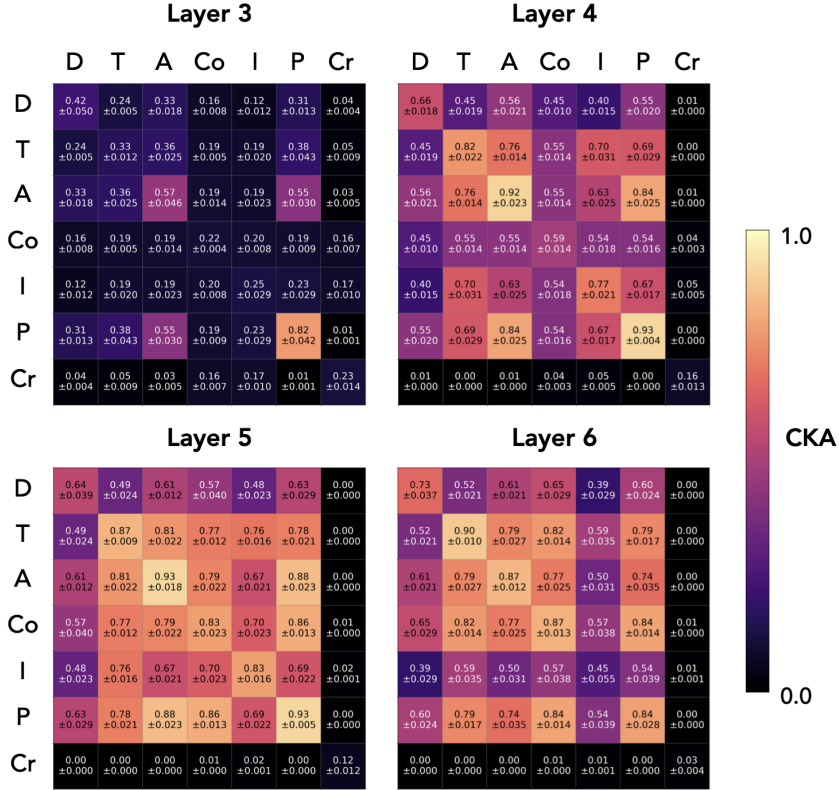 Layer 3 Layer 4
D T A Co I P Cr D T A Co I P Cr
D 0.42 0.24 0.33 0.16 0.12 0.31 0.04 0.66 0.45 0.56 0.45 0.40 0.55 0.01
±0.050 ±0.005 ±0.018 ±0.008 ±0.012 ±0.013 ±0.004 ±0.018 ±0.019 ±0.021 ±0.010 ±0.015 ±0.020 ±0.000
T 0.24 0.33 0.36 0.19 0.19 0.38 0.05 0.45 0.82 0.76 0.55 0.70 0.69 0.00
±0.005 ±0.012 ±0.025 ±0.005 ±0.020 ±0.043 ±0.009 ±0.019 ±0.022 ±0.014 ±0.014 ±0.031 ±0.029 ±0.000
A 0.33 0.36 0.57 0.19 0.19 0.55 0.03 0.56 0.76 0.92 0.55 0.63 0.84 0.01
±0.018 ±0.025 ±0.046 ±0.014 ±0.023 ±0.030 ±0.005 ±0.021 ±0.014 ±0.023 ±0.014 ±0.025 ±0.025 ±0.000
Co 0.16 0.19 0.19 0.22 0.20 0.19 0.16 0.45 0.55 0.55 0.59 0.54 0.54 0.04
±0.008 ±0.005 ±0.014 ±0.004 ±0.008 ±0.009 ±0.007 ±0.010 ±0.014 ±0.014 ±0.014 ±0.018 ±0.016 ±0.003
I 0.12 0.19 0.19 0.20 0.25 0.23 0.17 0.40 0.70 0.63 0.54 0.77 0.67 0.05
±0.012 ±0.020 ±0.023 ±0.008 ±0.029 ±0.029 ±0.010 ±0.015 ±0.031 ±0.025 ±0.018 ±0.021 ±0.017 ±0.005
P 0.31 0.38 0.55 0.19 0.23 0.82 0.01 0.55 0.69 0.84 0.54 0.67 0.93 0.00
±0.013 ±0.043 ±0.030 ±0.009 ±0.029 ±0.042 ±0.001 ±0.020 ±0.029 ±0.025 ±0.016 ±0.017 ±0.004 ±0.000
Cr 0.04 0.05 0.03 0.16 0.17 0.01 0.23 0.01 0.00 0.01 0.04 0.05 0.00 0.16
±0.004 ±0.009 ±0.005 ±0.007 ±0.010 ±0.001 ±0.014 ±0.000 ±0.000 ±0.000 ±0.003 ±0.005 ±0.000 ±0.013
1.0
CKA
0.0
Layer 5 Layer 6
D 0.64 0.49 0.61 0.57 0.48 0.63 0.00 0.73 0.52 0.61 0.65 0.39 0.60 0.00
±0.039 ±0.024 ±0.012 ±0.040 ±0.023 ±0.029 ±0.000 ±0.037 ±0.021 ±0.021 ±0.029 ±0.029 ±0.024 ±0.000
T 0.49 0.87 0.81 0.77 0.76 0.78 0.00 0.52 0.90 0.79 0.82 0.59 0.79 0.00
±0.024 ±0.009 ±0.022 ±0.012 ±0.016 ±0.021 ±0.000 ±0.021 ±0.010 ±0.027 ±0.014 ±0.035 ±0.017 ±0.000
A 0.61 0.81 0.93 0.79 0.67 0.88 0.00 0.61 0.79 0.87 0.77 0.50 0.74 0.00
±0.012 ±0.022 ±0.018 ±0.022 ±0.021 ±0.023 ±0.000 ±0.021 ±0.027 ±0.012 ±0.025 ±0.031 ±0.035 ±0.000
Co 0.57 0.77 0.79 0.83 0.70 0.86 0.01 0.65 0.82 0.77 0.87 0.57 0.84 0.01
±0.040 ±0.012 ±0.022 ±0.023 ±0.023 ±0.013 ±0.000 ±0.029 ±0.014 ±0.025 ±0.013 ±0.038 ±0.014 ±0.000
I 0.48 0.76 0.67 0.70 0.83 0.69 0.02 0.39 0.59 0.50 0.57 0.45 0.54 0.01
±0.023 ±0.016 ±0.021 ±0.023 ±0.016 ±0.022 ±0.001 ±0.029 ±0.035 ±0.031 ±0.038 ±0.055 ±0.039 ±0.001
P 0.63 0.78 0.88 0.86 0.69 0.93 0.00 0.60 0.79 0.74 0.84 0.54 0.84 0.00
±0.029 ±0.021 ±0.023 ±0.013 ±0.022 ±0.005 ±0.000 ±0.024 ±0.017 ±0.035 ±0.014 ±0.039 ±0.028 ±0.000
Cr 0.00 0.00 0.00 0.01 0.02 0.00 0.12 0.00 0.00 0.00 0.01 0.01 0.00 0.03
±0.000 ±0.000 ±0.000 ±0.000 ±0.001 ±0.000 ±0.012 ±0.000 ±0.000 ±0.000 ±0.000 ±0.001 ±0.000 ±0.004